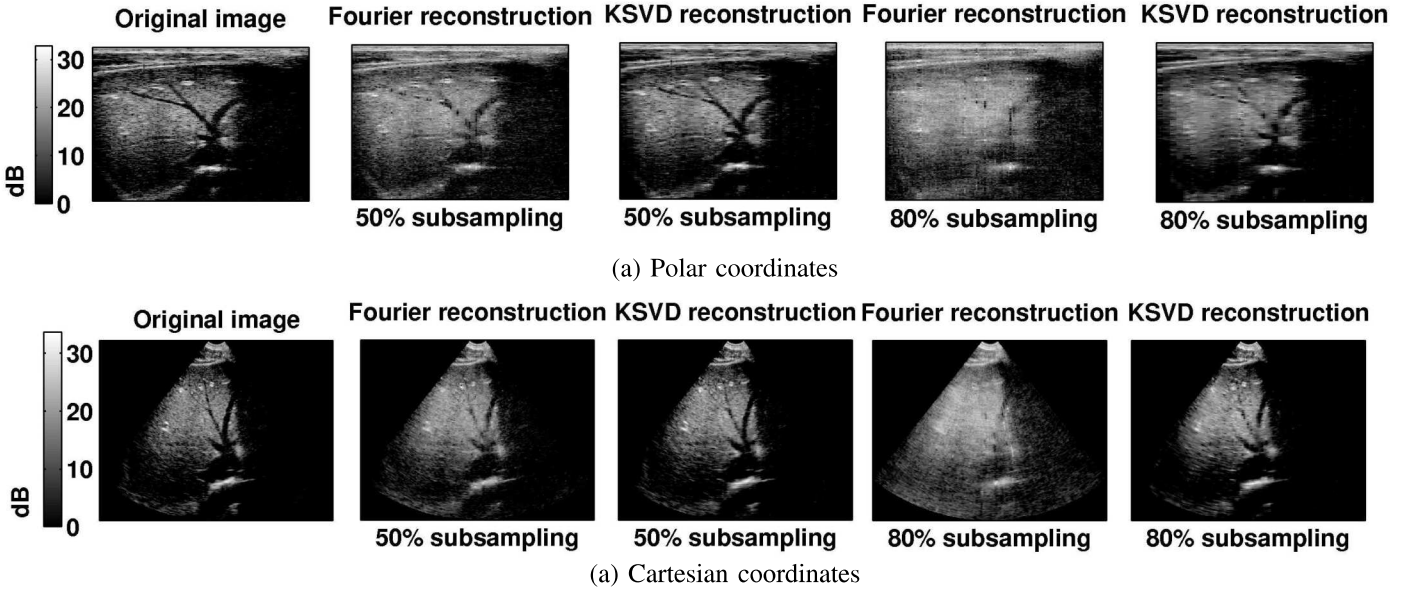 Original image
Fourier reconstruction
KSVD reconstruction
Fourier reconstruction
KSVD reconstruction
30
20
10
0
dB
50% subsampling
50% subsampling
80% subsampling
80% subsampling
(a) Polar coordinates
Original image
Fourier reconstruction
KSVD reconstruction
Fourier reconstruction
KSVD reconstruction
30
20
10
0
dB
50% subsampling
50% subsampling
80% subsampling
80% subsampling
(a) Cartesian coordinates